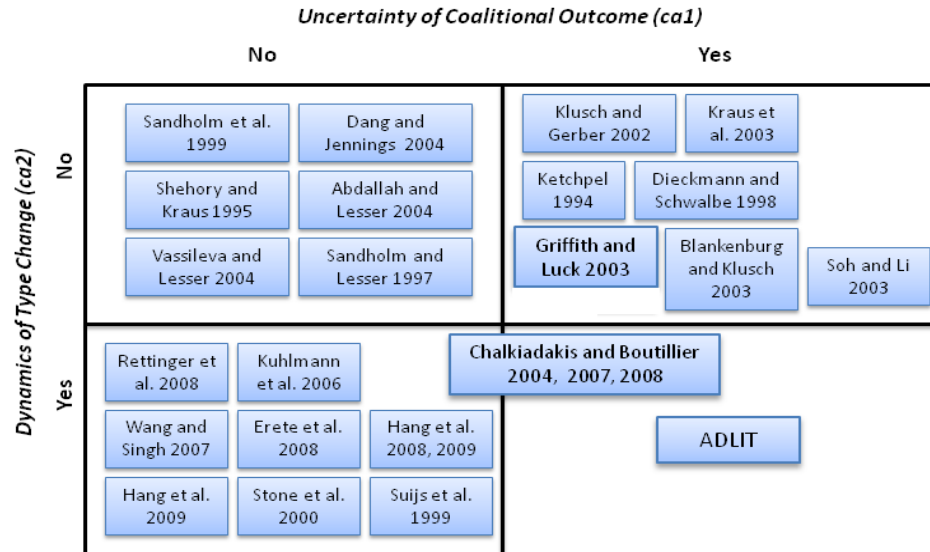 Uncertainty of Coalitional Outcome (ca1)
No
Yes
Dynamics of Type Change (ca2)
No
Sandholm et al.
1999
Dang and
Jennings 2004
Shehory and
Kraus 1995
Abdallah and
Lesser 2004
Vassileva and
Lesser 2004
Sandholm and
Lesser 1997
Klusch and
Gerber 2002
Kraus et
al. 2003
Ketchpel
1994
Dieckmann and
Schwalbe 1998
Griffith and
Luck 2003
Blankenburg
and Klusch
2003
Soh and Li
2003
Yes
Rettinger et
al. 2008
Kuhlmann
et al. 2006
Wang and
Singh 2007
Erete et al.
2008
Hang et al.
2008, 2009
Hang et al.
2009
Stone et al.
2000
Suijs et al.
1999
Chalkiadakis and Boutillier
2004, 2007, 2008
ADLIT